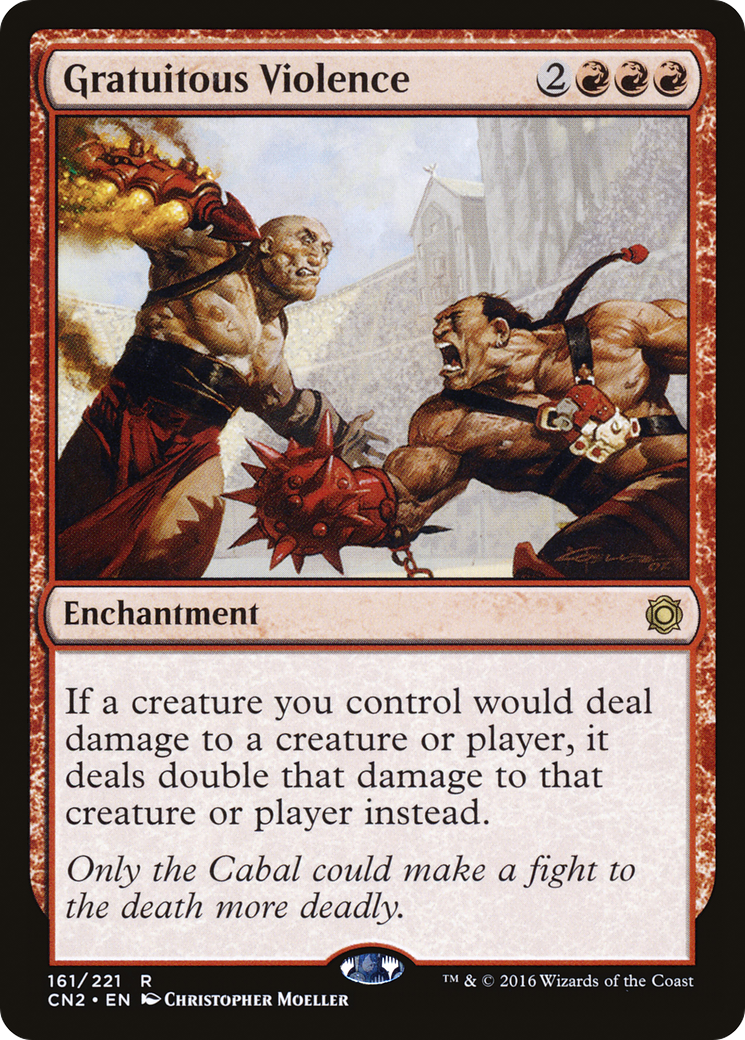 Gratuitous Violence 2
Enchantment
If a creature you control would deal
damage to a creature or player, it
deals double that damage to that
creature or player instead.
Only the Cabal could make a fight to
the death more deadly.
161/221 R
CN2 • EN Christopher Moeller
™ & © 2016 Wizards of the Coast